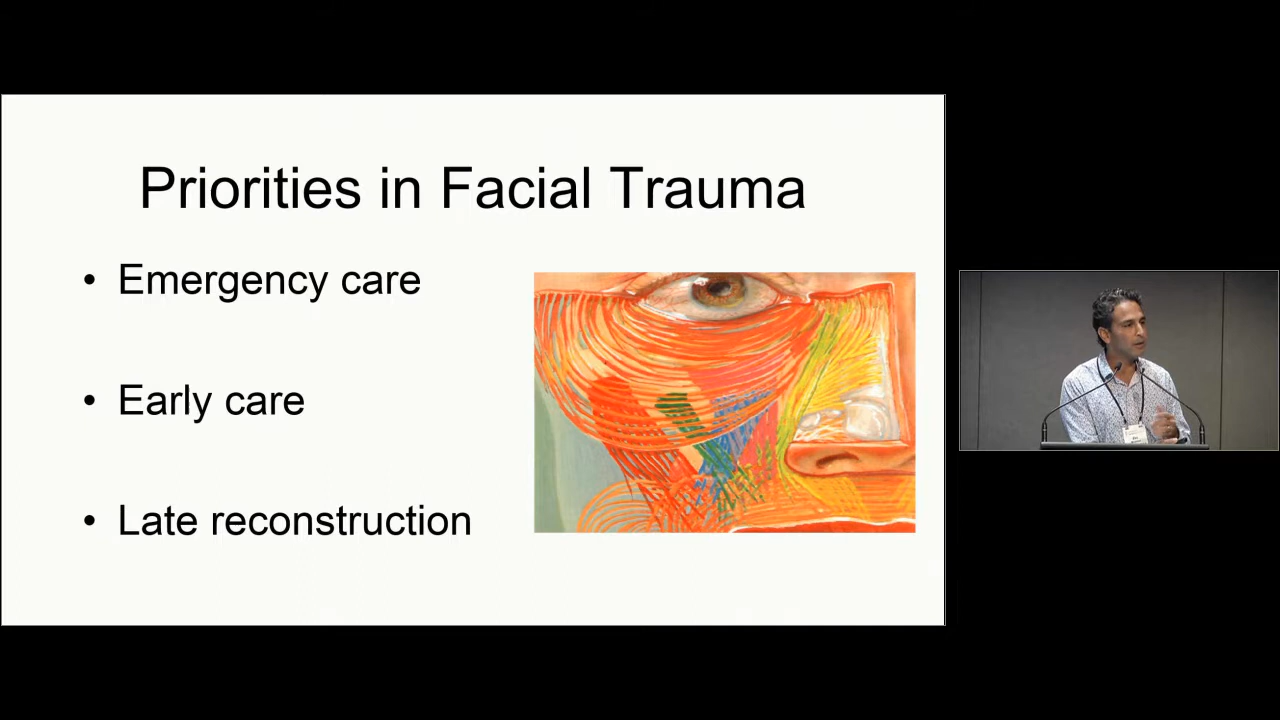 Priorities in Facial Trauma
• Emergency care
• Early care
• Late reconstruction